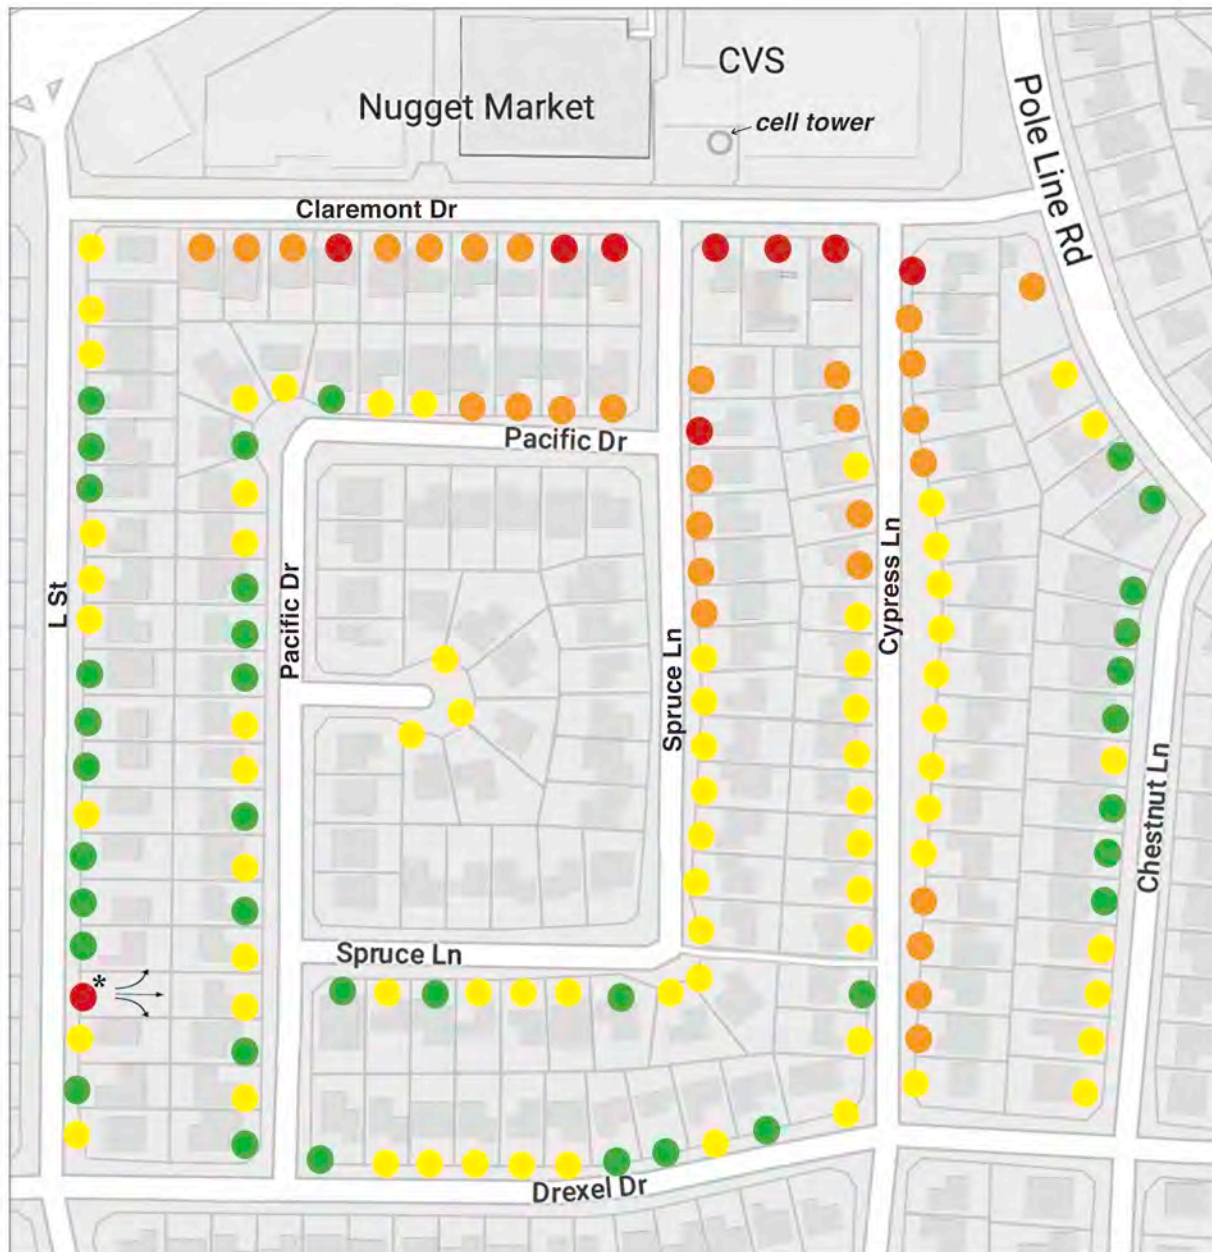 CVS
Nugget Market
cell tower
Pole Line Rd
Claremont Dr
Pacific Dr
L St
Pacific Dr
Spruce Ln
Cypress Ln
Chestnut Ln
Spruce Ln
*
Drexel Dr